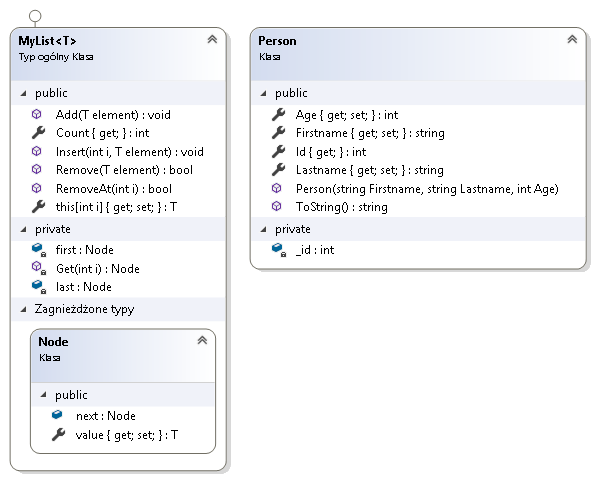 MyList<T>
Typ ogólny Klasa
public
Add(T element) : void
Count { get; } : int
Insert(int i, T element) : void
Remove(T element) : bool
RemoveAt(int i) : bool
this[int i] { get; set; } : T
private
first : Node
Get(int i) : Node
last : Node
Zagnieżdżone typy
Node
Klasa
public
next : Node
value { get; set; } : T
Person
Klasa
public
Age { get; set; } : int
Firstname { get; set; } : string
Id { get; } : int
Lastname { get; set; } : string
Person(string Firstname, string Lastname, int Age)
ToString() : string
private
_id : int